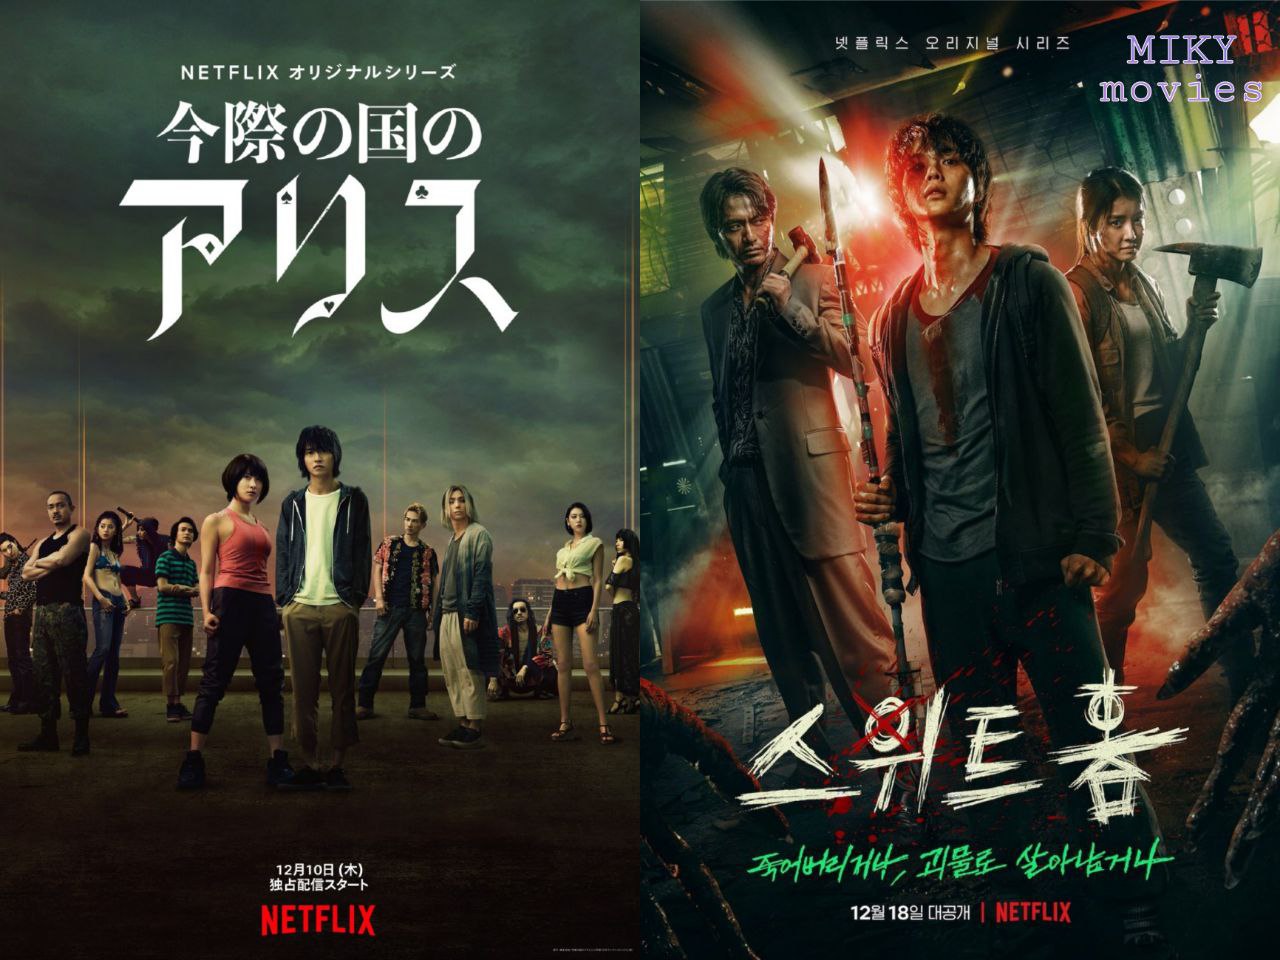 NETFLIX オリジナルシリーズ
今際の国の
アリス
12月10日(木)
独占配信スタート
NETFLIX
넷플릭스 오리지널 시리즈
MIKY
movies
스위트홈
죽어버리거나, 괴물로 살아남거나
12월 18일 대공개 | NETFLIX